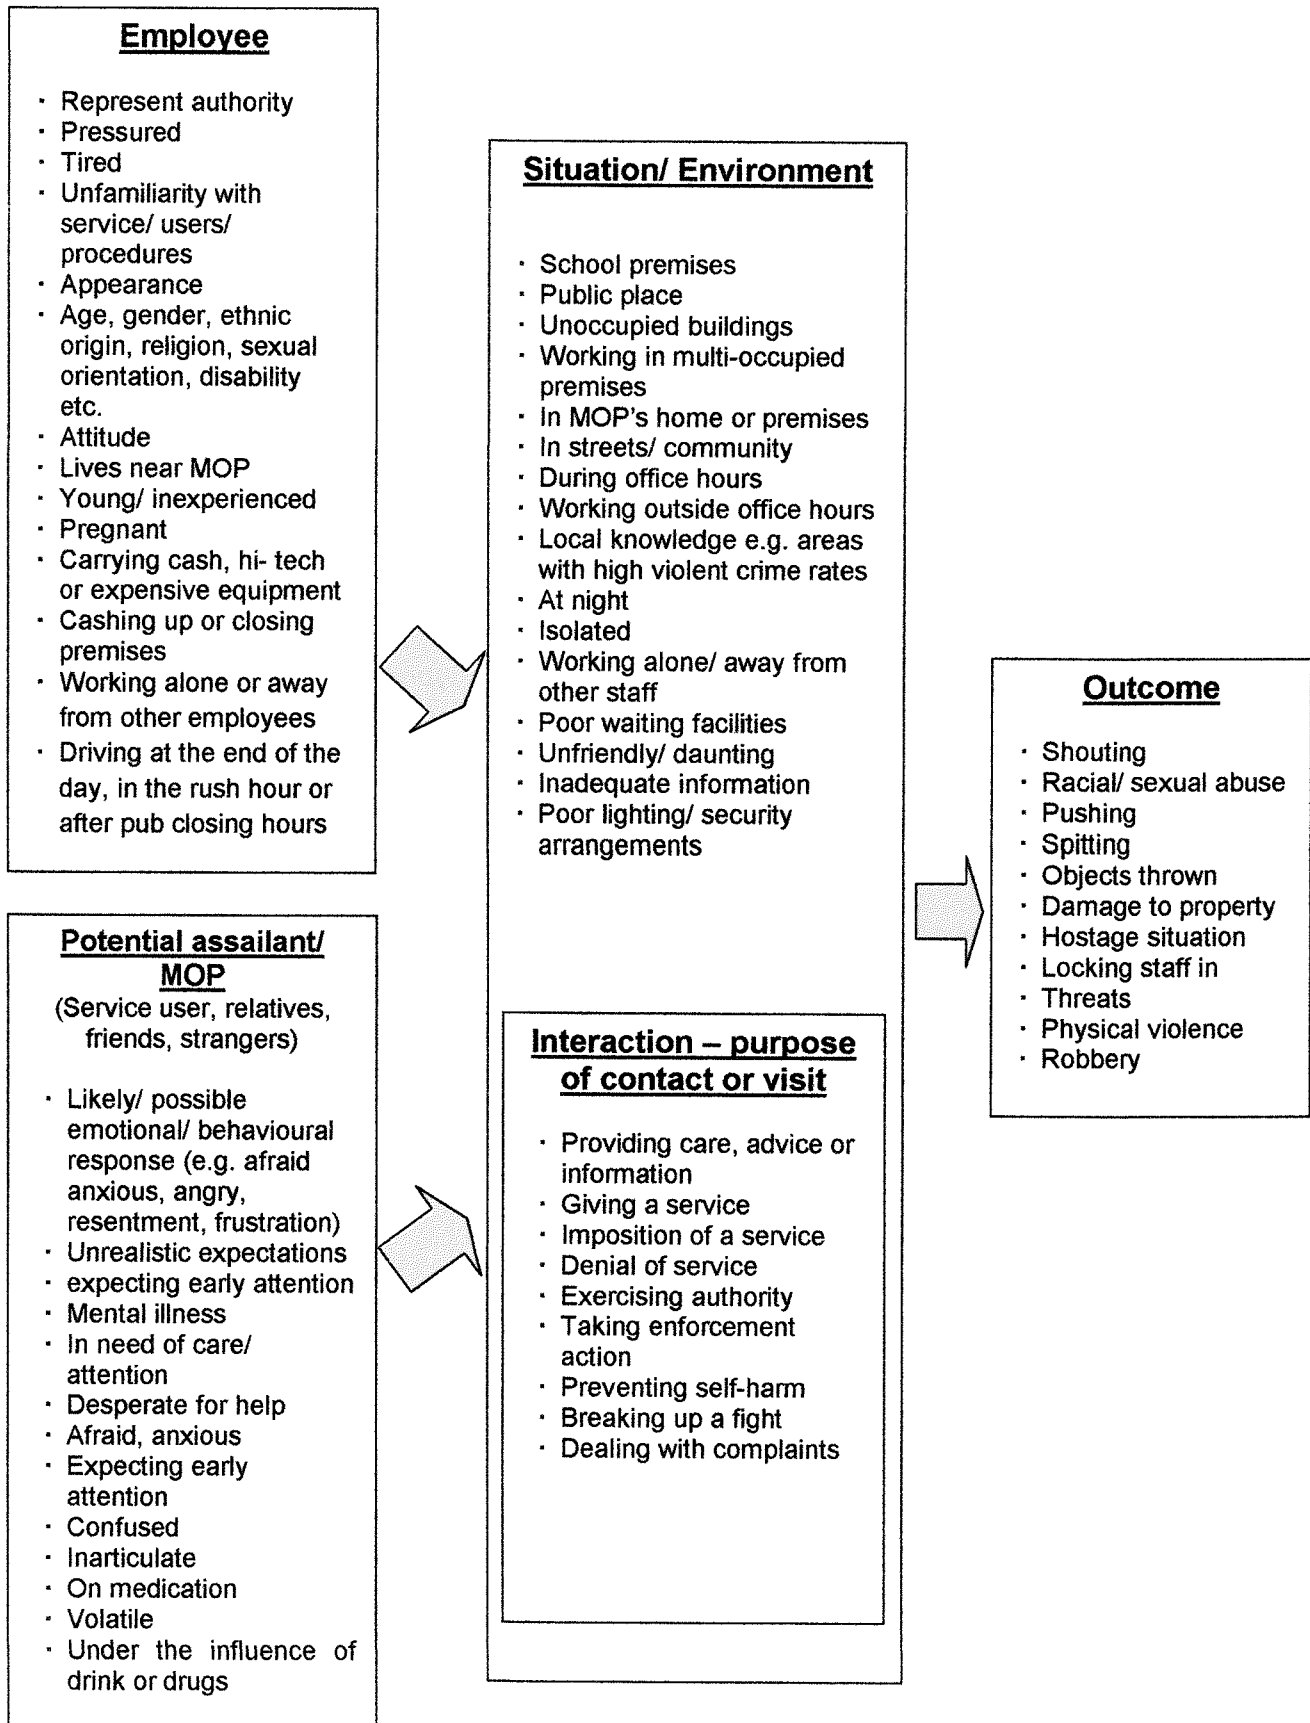 Employee
· Represent authority
· Pressured
· Tired
· Unfamiliarity with
service/ users/
procedures
· Appearance
· Age, gender, ethnic
origin, religion, sexual
orientation, disability
etc.
· Attitude
· Lives near MOP
· Young/ inexperienced
· Pregnant
· Carrying cash, hi- tech
or expensive equipment
· Cashing up or closing
premises
· Working alone or away
from other employees
· Driving at the end of the
day, in the rush hour or
after pub closing hours
Potential assailant/
MOP
(Service user, relatives,
friends, strangers)
· Likely/ possible
emotional/ behavioural
response (e.g. afraid
anxious, angry,
resentment, frustration)
· Unrealistic expectations
· expecting early attention
· Mental illness
· In need of care/
attention
· Desperate for help
· Afraid, anxious
· Expecting early
attention
· Confused
· Inarticulate
· On medication
· Volatile
· Under the influence of
drink or drugs
Situation/ Environment
· School premises
· Public place
· Unoccupied buildings
· Working in multi-occupied
premises
· In MOP's home or premises
· In streets/ community
· During office hours
· Working outside office hours
· Local knowledge e.g. areas
with high violent crime rates
· At night
· Isolated
· Working alone/ away from
other staff
· Poor waiting facilities
· Unfriendly/ daunting
· Inadequate information
· Poor lighting/ security
arrangements
Interaction – purpose
of contact or visit
· Providing care, advice or
information
· Giving a service
· Imposition of a service
· Denial of service
· Exercising authority
· Taking enforcement
action
· Preventing self-harm
· Breaking up a fight
· Dealing with complaints
Outcome
· Shouting
· Racial/ sexual abuse
· Pushing
· Spitting
· Objects thrown
· Damage to property
· Hostage situation
· Locking staff in
· Threats
· Physical violence
· Robbery